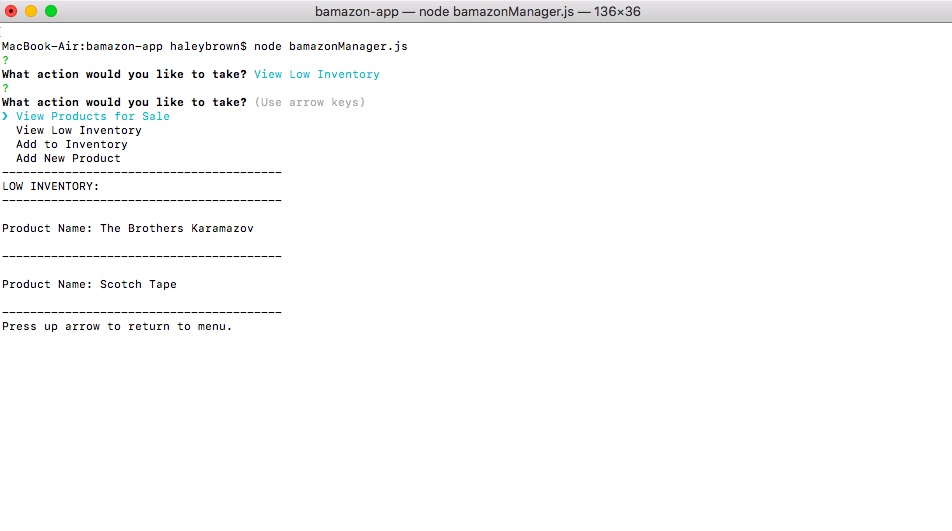 bamazon-app — node bamazonManager.js — 136×36
MacBook-Air:bamazon-app haleybrown$ node bamazonManager.js
?
What action would you like to take? View Low Inventory
?
What action would you like to take? (Use arrow keys)
❯ View Products for Sale
View Low Inventory
Add to Inventory
Add New Product
----------------------------------------
LOW INVENTORY:
----------------------------------------
Product Name: The Brothers Karamazov
----------------------------------------
Product Name: Scotch Tape
----------------------------------------
Press up arrow to return to menu.